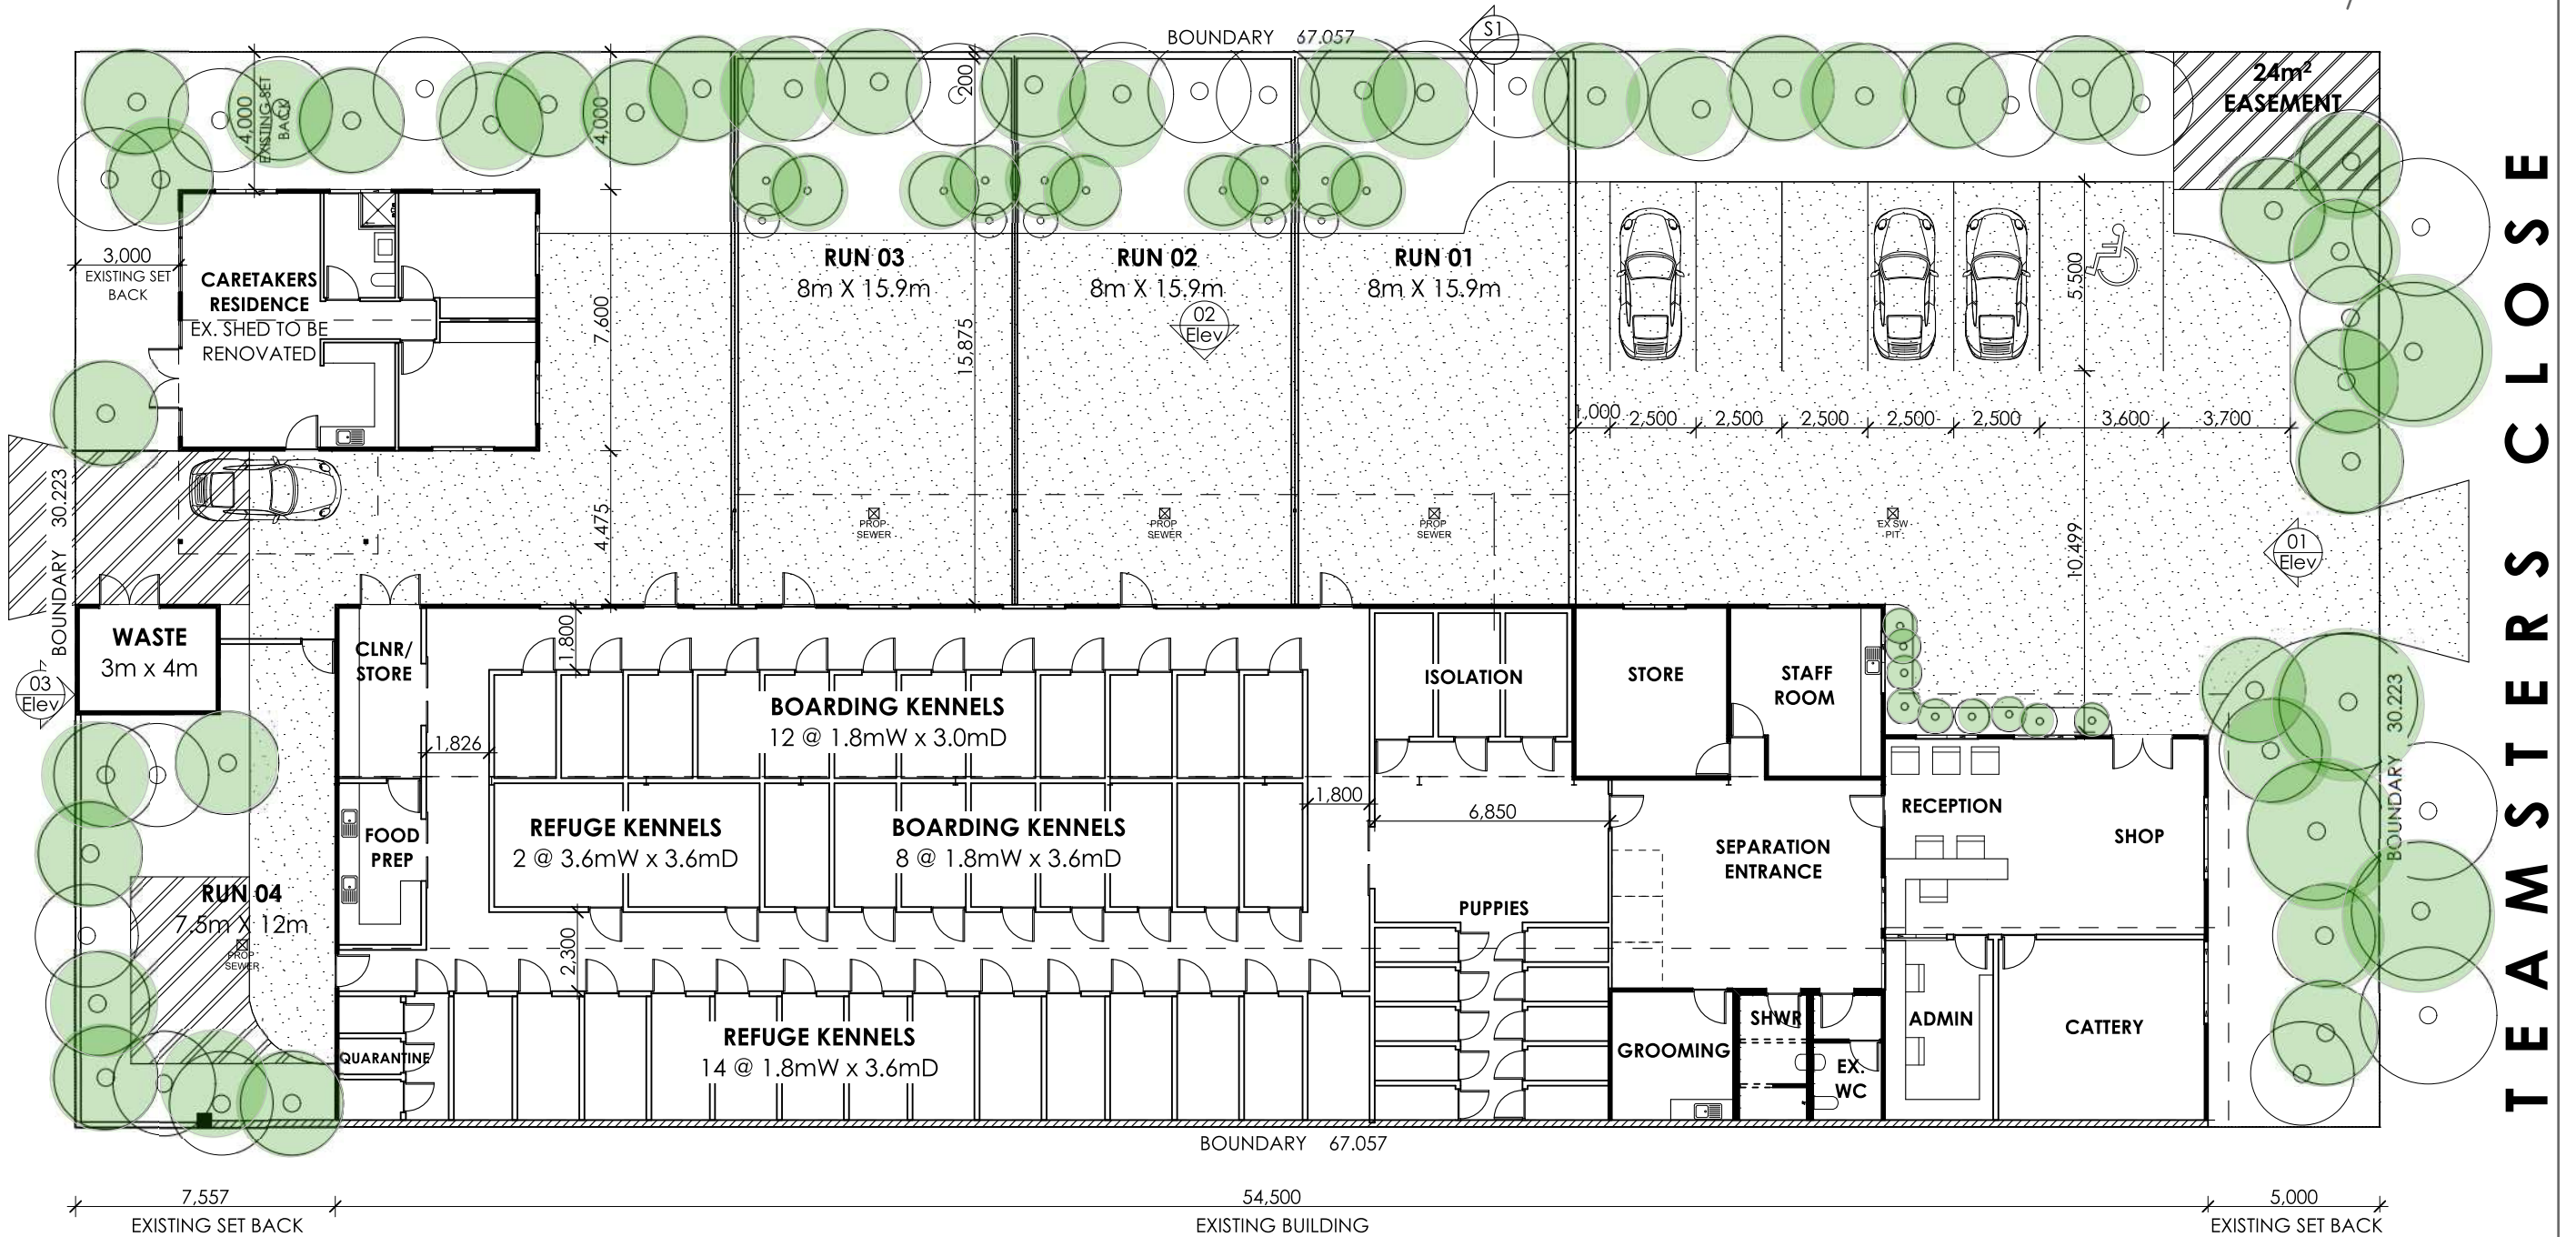 BOUNDARY 67.057
S1
24m²
EASEMENT
4,000
EXISTING SET
BACK
4,000
200
3,000
EXISTING SET
BACK
CARETAKERS
RESIDENCE
EX. SHED TO BE
RENOVATED
7,600
RUN 03
8m X 15.9m
15,875
RUN 02
8m X 15.9m
02
Elev
RUN 01
8m X 15.9m
5,500
1,000
2,500
2,500
2,500
2,500
2,500
3,600
3,700
BOUNDARY 30.223
4,475
PROP
SEWER
PROP
SEWER
PROP
SEWER
EX SW
PIT
10,499
01
Elev
TEAMSTERS CLOSE
WASTE
3m x 4m
03
Elev
CLNR/
STORE
1,800
1,826
BOARDING KENNELS
12 @ 1.8mW x 3.0mD
ISOLATION
STORE
STAFF
ROOM
BOUNDARY 30.223
FOOD
PREP
REFUGE KENNELS
2 @ 3.6mW x 3.6mD
BOARDING KENNELS
8 @ 1.8mW x 3.6mD
1,800
6,850
PUPPIES
SEPARATION
ENTRANCE
RECEPTION
SHOP
RUN 04
7.5m X 12m
PROP
SEWER
2,300
QUARANTINE
REFUGE KENNELS
14 @ 1.8mW x 3.6mD
GROOMING
SHWR
EX.
WC
ADMIN
CATTERY
BOUNDARY 67.057
7,557
EXISTING SET BACK
54,500
EXISTING BUILDING
5,000
EXISTING SET BACK